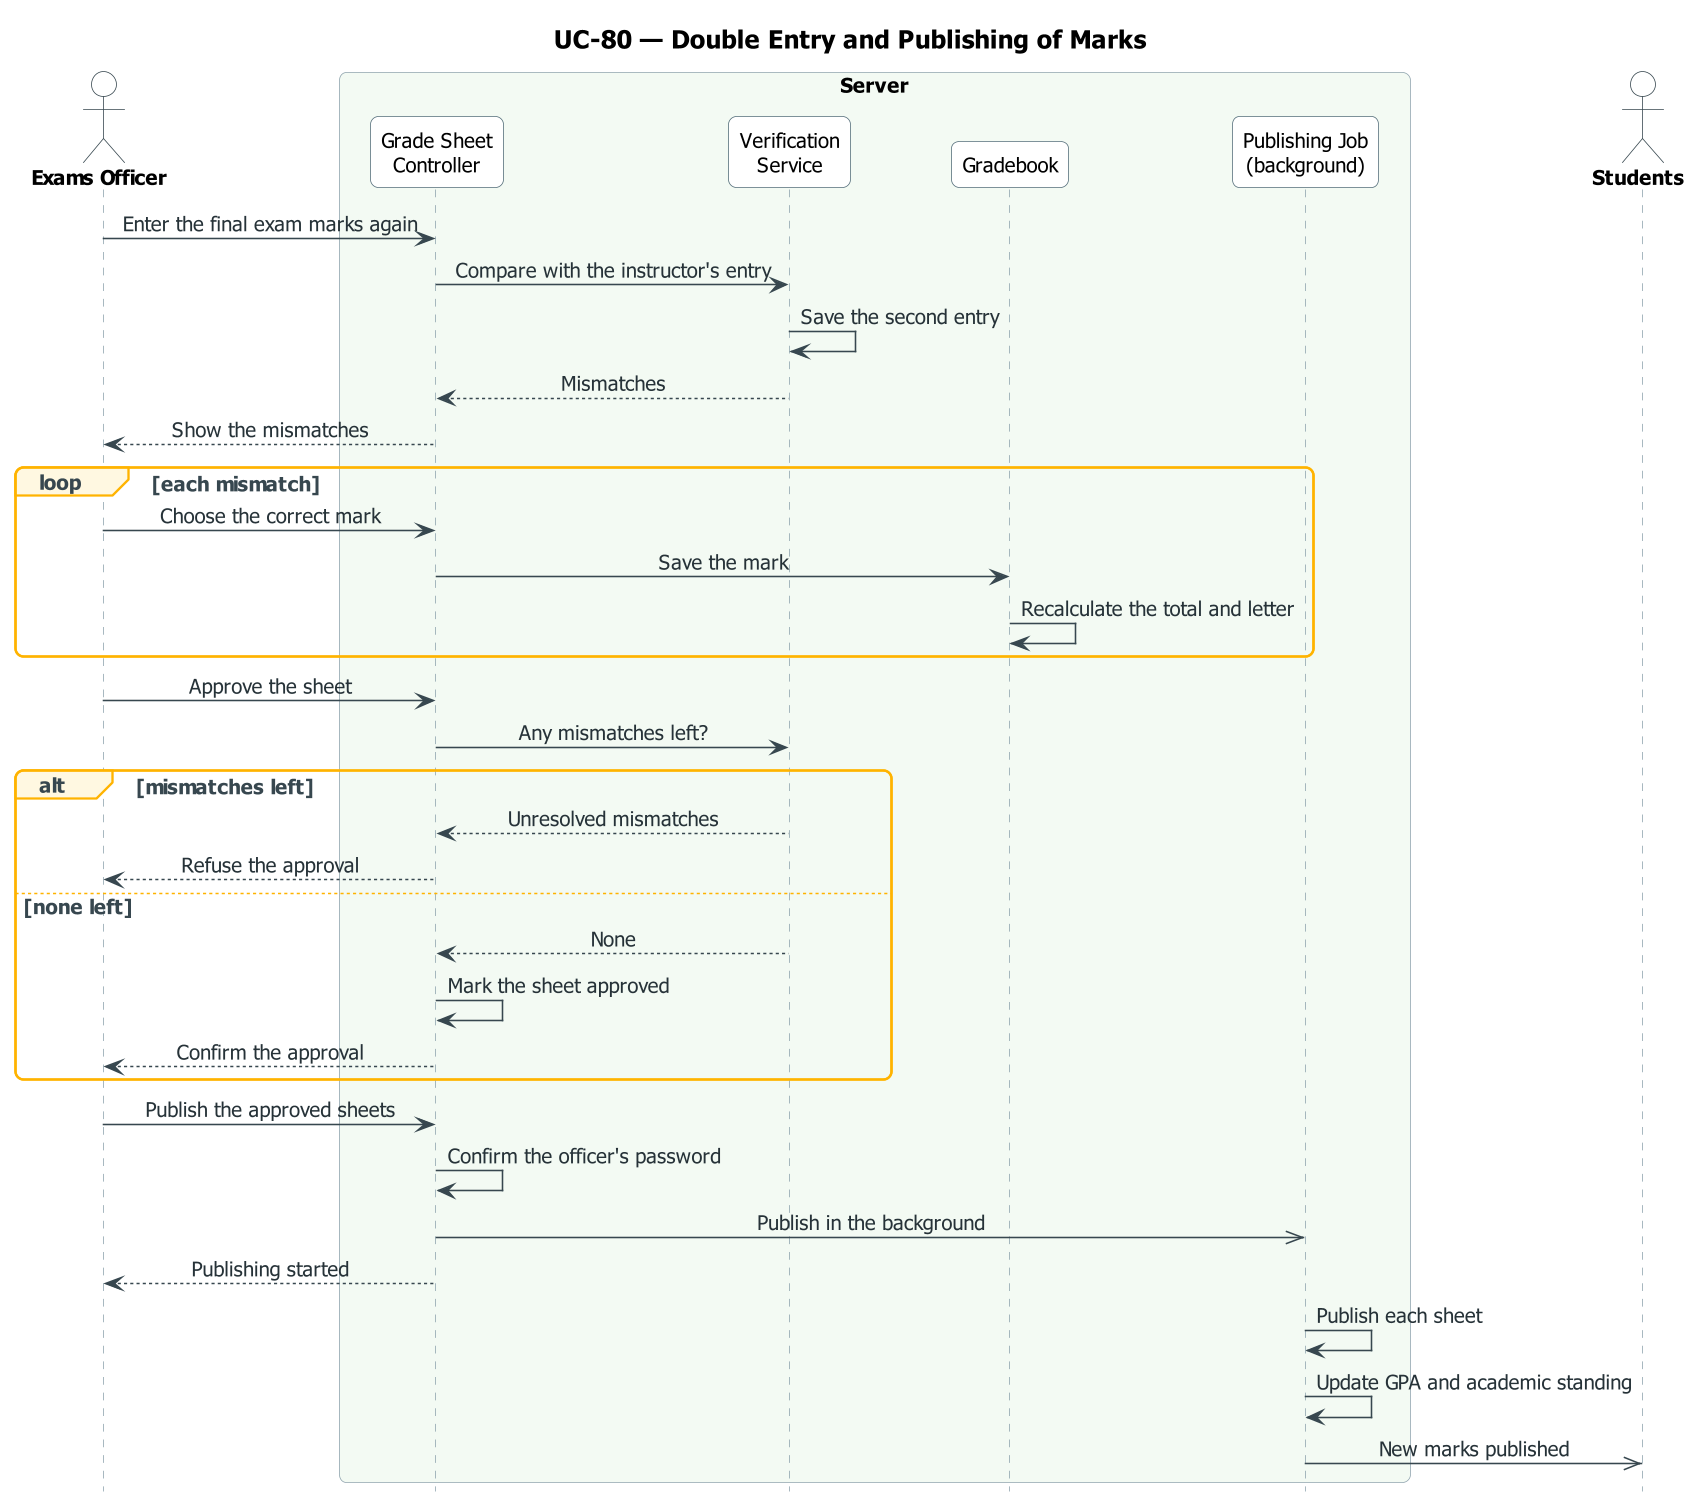 UC-80 — Double Entry and Publishing of Marks
Server
Exams Officer
Grade Sheet
Controller
Verification
Service
Gradebook
Publishing Job
(background)
Students
Enter the final exam marks again
Compare with the instructor's entry
Save the second entry
Mismatches
Show the mismatches
loop [each mismatch]
Choose the correct mark
Save the mark
Recalculate the total and letter
Approve the sheet
Any mismatches left?
alt [mismatches left]
Unresolved mismatches
Refuse the approval
[none left]
None
Mark the sheet approved
Confirm the approval
Publish the approved sheets
Confirm the officer's password
Publish in the background
Publishing started
Publish each sheet
Update GPA and academic standing
New marks published